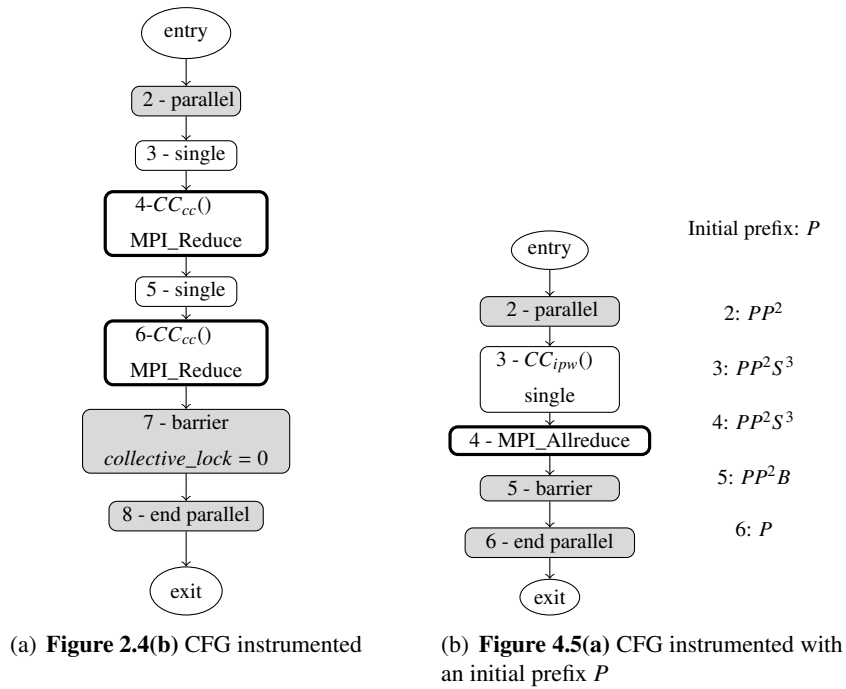 entry
2 - parallel
3 - single
4-CC_cc()
MPI_Reduce
5 - single
6-CC_cc()
MPI_Reduce
7 - barrier
collective_lock = 0
8 - end parallel
exit
(a) Figure 2.4(b) CFG instrumented
Initial prefix: P
entry
2 - parallel
2: PP²
3 - CC_ipw()
single
3: PP²S³
4 - MPI_Allreduce
4: PP²S³
5 - barrier
5: PP²B
6 - end parallel
6: P
exit
(b) Figure 4.5(a) CFG instrumented with
an initial prefix P